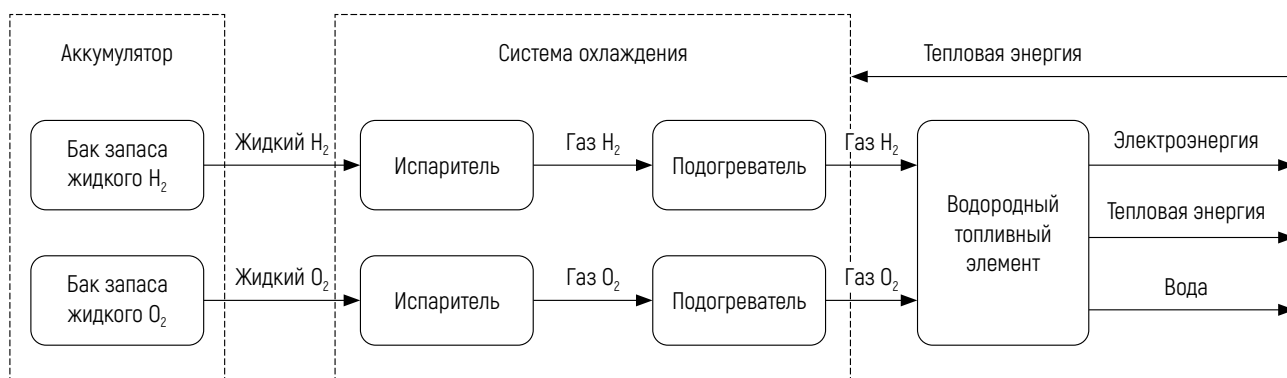 Аккумулятор
Система охлаждения
Тепловая энергия
Бак запаса
жидкого H₂
Жидкий H₂
Испаритель
Газ H₂
Подогреватель
Газ H₂
Водородный
топливный
элемент
Электроэнергия
Тепловая энергия
Вода
Бак запаса
жидкого O₂
Жидкий O₂
Испаритель
Газ O₂
Подогреватель
Газ O₂